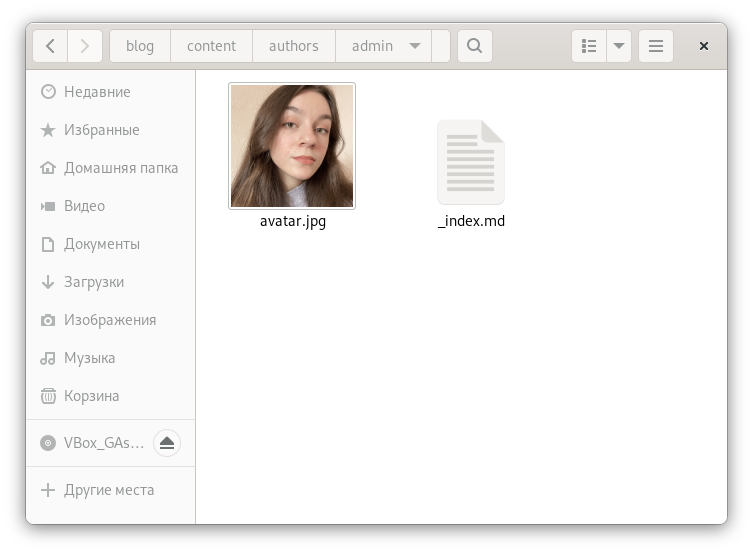 blog content authors admin
Недавние
Избранные
Домашняя папка
Видео
Документы
Загрузки
Изображения
Музыка
Корзина
VBox_GAs…
Другие места
avatar.jpg _index.md